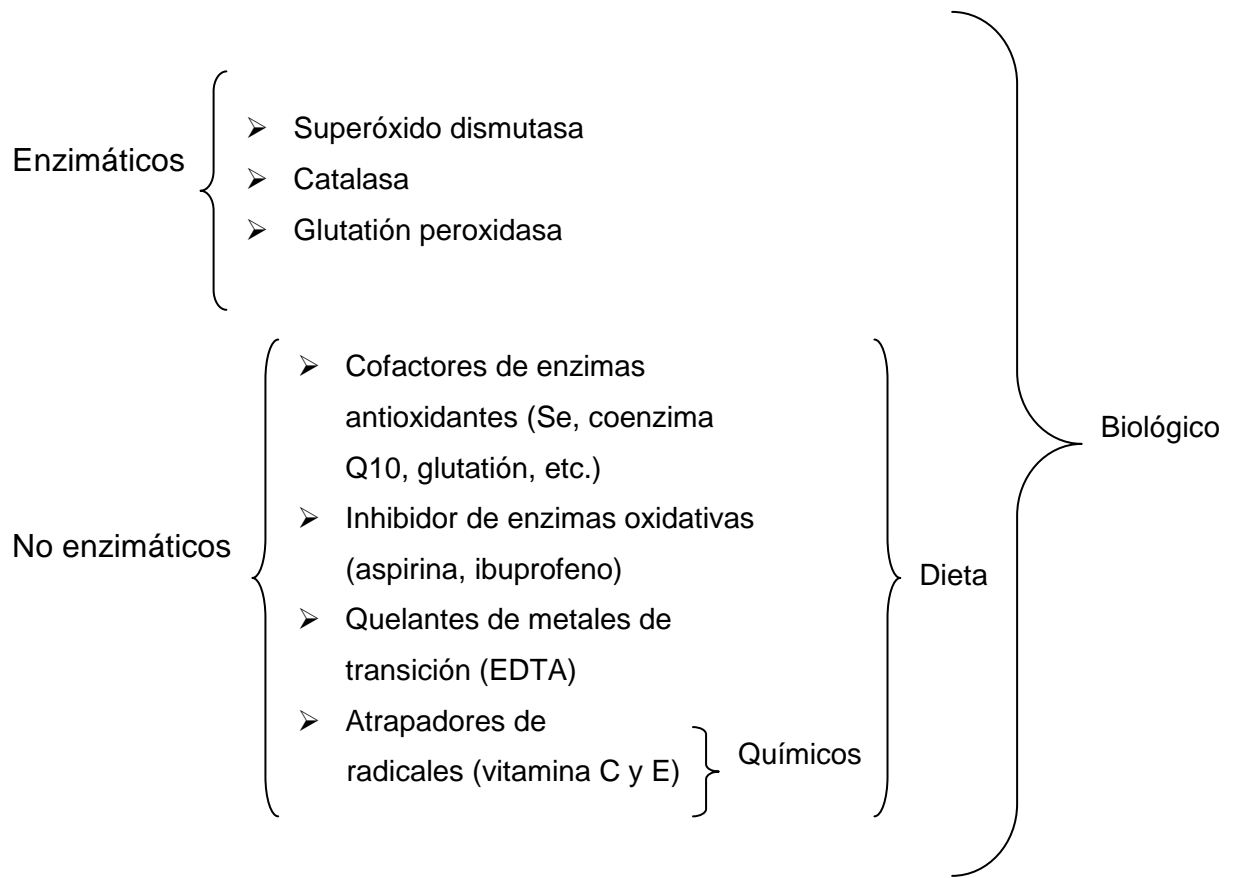 Enzimáticos
➢ Superóxido dismutasa
➢ Catalasa
➢ Glutatión peroxidasa
No enzimáticos
➢ Cofactores de enzimas
antioxidantes (Se, coenzima
Q10, glutatión, etc.)
➢ Inhibidor de enzimas oxidativas
(aspirina, ibuprofeno)
➢ Quelantes de metales de
transición (EDTA)
➢ Atrapadores de
radicales (vitamina C y E)
Químicos
Dieta
Biológico